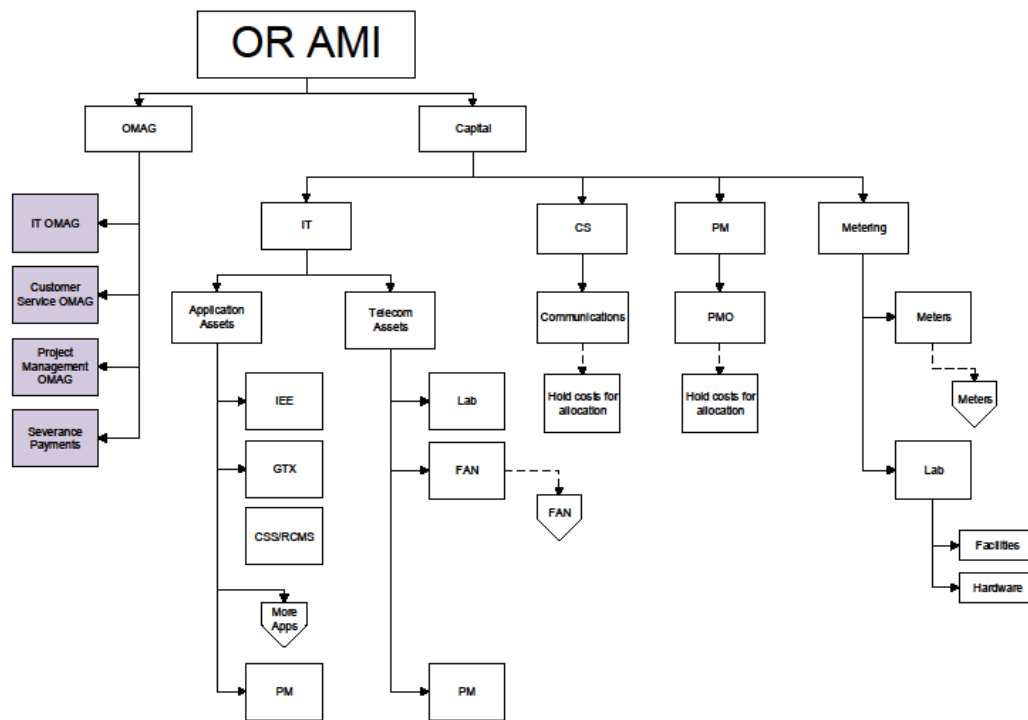 OR AMI
OMAG
Capital
IT OMAG
Customer
Service OMAG
Project
Management
OMAG
Severance
Payments
IT
CS
PM
Metering
Application
Assets
Telecom
Assets
Communications
PMO
Meters
IEE
Lab
Hold costs for
allocation
Hold costs for
allocation
Meters
GTX
FAN
FAN
Lab
CSS/RCMS
Facilities
Hardware
More
Apps
PM
PM